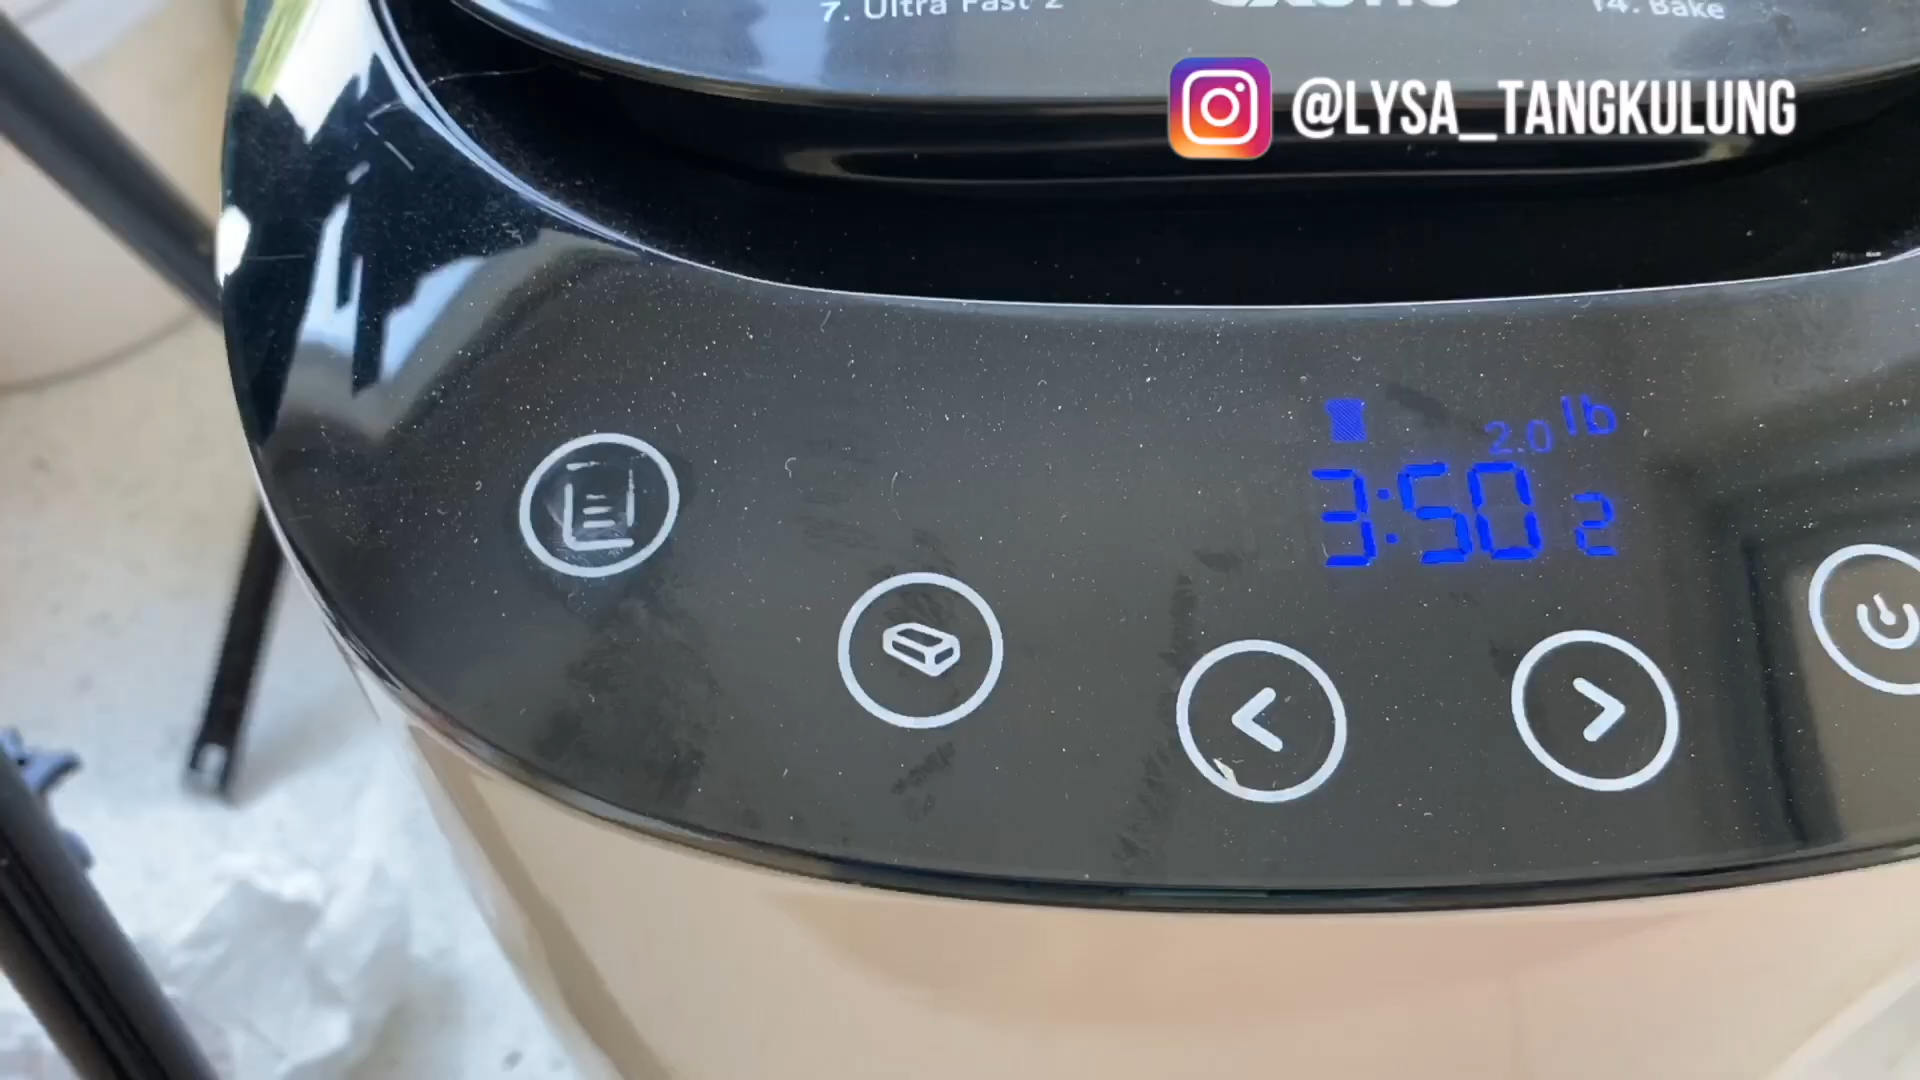 7. Ultra Fast 2
14. Bake
@LYSA_TANGKULUNG
2.0 lb
3:50 2